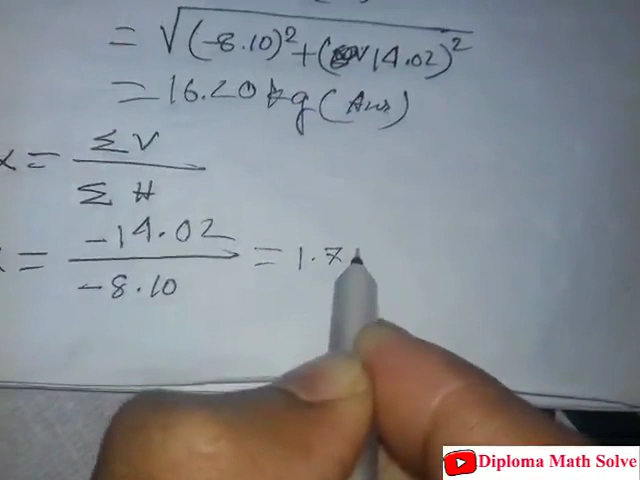 = √(-8.10)² + (14.02)²
= 16.20 kg (Ans)
α = ΣV / ΣH
= -14.02 / -8.10 = 1.7
Diploma Math Solve